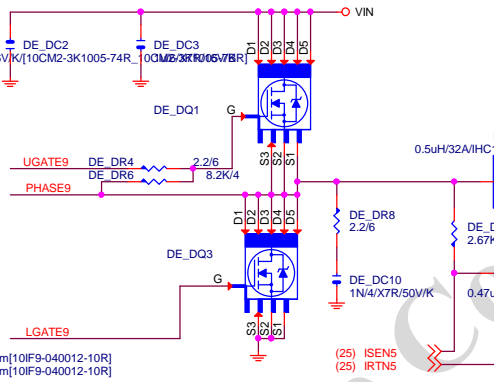 VIN
D1
D2
D3
D4
D5
DE_DC2
DE_DC3
DE_DQ1
G
S3
S2
S1
0.5uH/32A/IHC1
UGATE9
DE_DR4
2.2/6
DE_DR6
8.2K/4
PHASE9
D1
D2
D3
D4
D5
DE_DR8
2.2/6
2.67K
DE_DQ3
G
DE_DC10
1N/4/X7R/50V/K
0.47u
S3
S2
S1
LGATE9
(25) ISEN5
(25) IRTN5
m[10IF9-040012-10R]
m[10IF9-040012-10R]